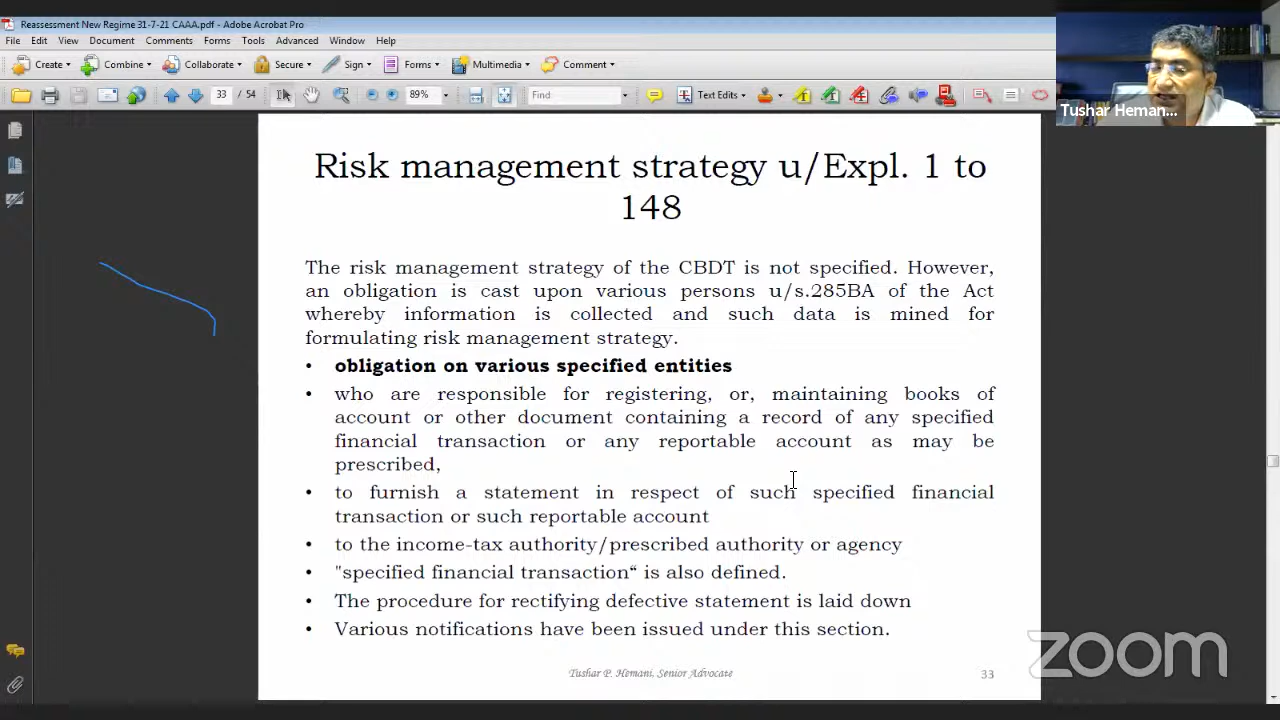 Reassessment New Regime 31-7-21 CAAA.pdf - Adobe Acrobat Pro
File Edit View Document Comments Forms Tools Advanced Window Help
Create Combine Collaborate Secure Sign Forms Multimedia Comment
33 / 54 89% Find Text Edits
Tushar Heman...
Risk management strategy u/Expl. 1 to
148
The risk management strategy of the CBDT is not specified. However,
an obligation is cast upon various persons u/s.285BA of the Act
whereby information is collected and such data is mined for
formulating risk management strategy.
• obligation on various specified entities
• who are responsible for registering, or, maintaining books of
account or other document containing a record of any specified
financial transaction or any reportable account as may be
prescribed,
• to furnish a statement in respect of such specified financial
transaction or such reportable account
• to the income-tax authority/prescribed authority or agency
• "specified financial transaction“ is also defined.
• The procedure for rectifying defective statement is laid down
• Various notifications have been issued under this section.
Tushar P. Hemani, Senior Advocate 33
zoom